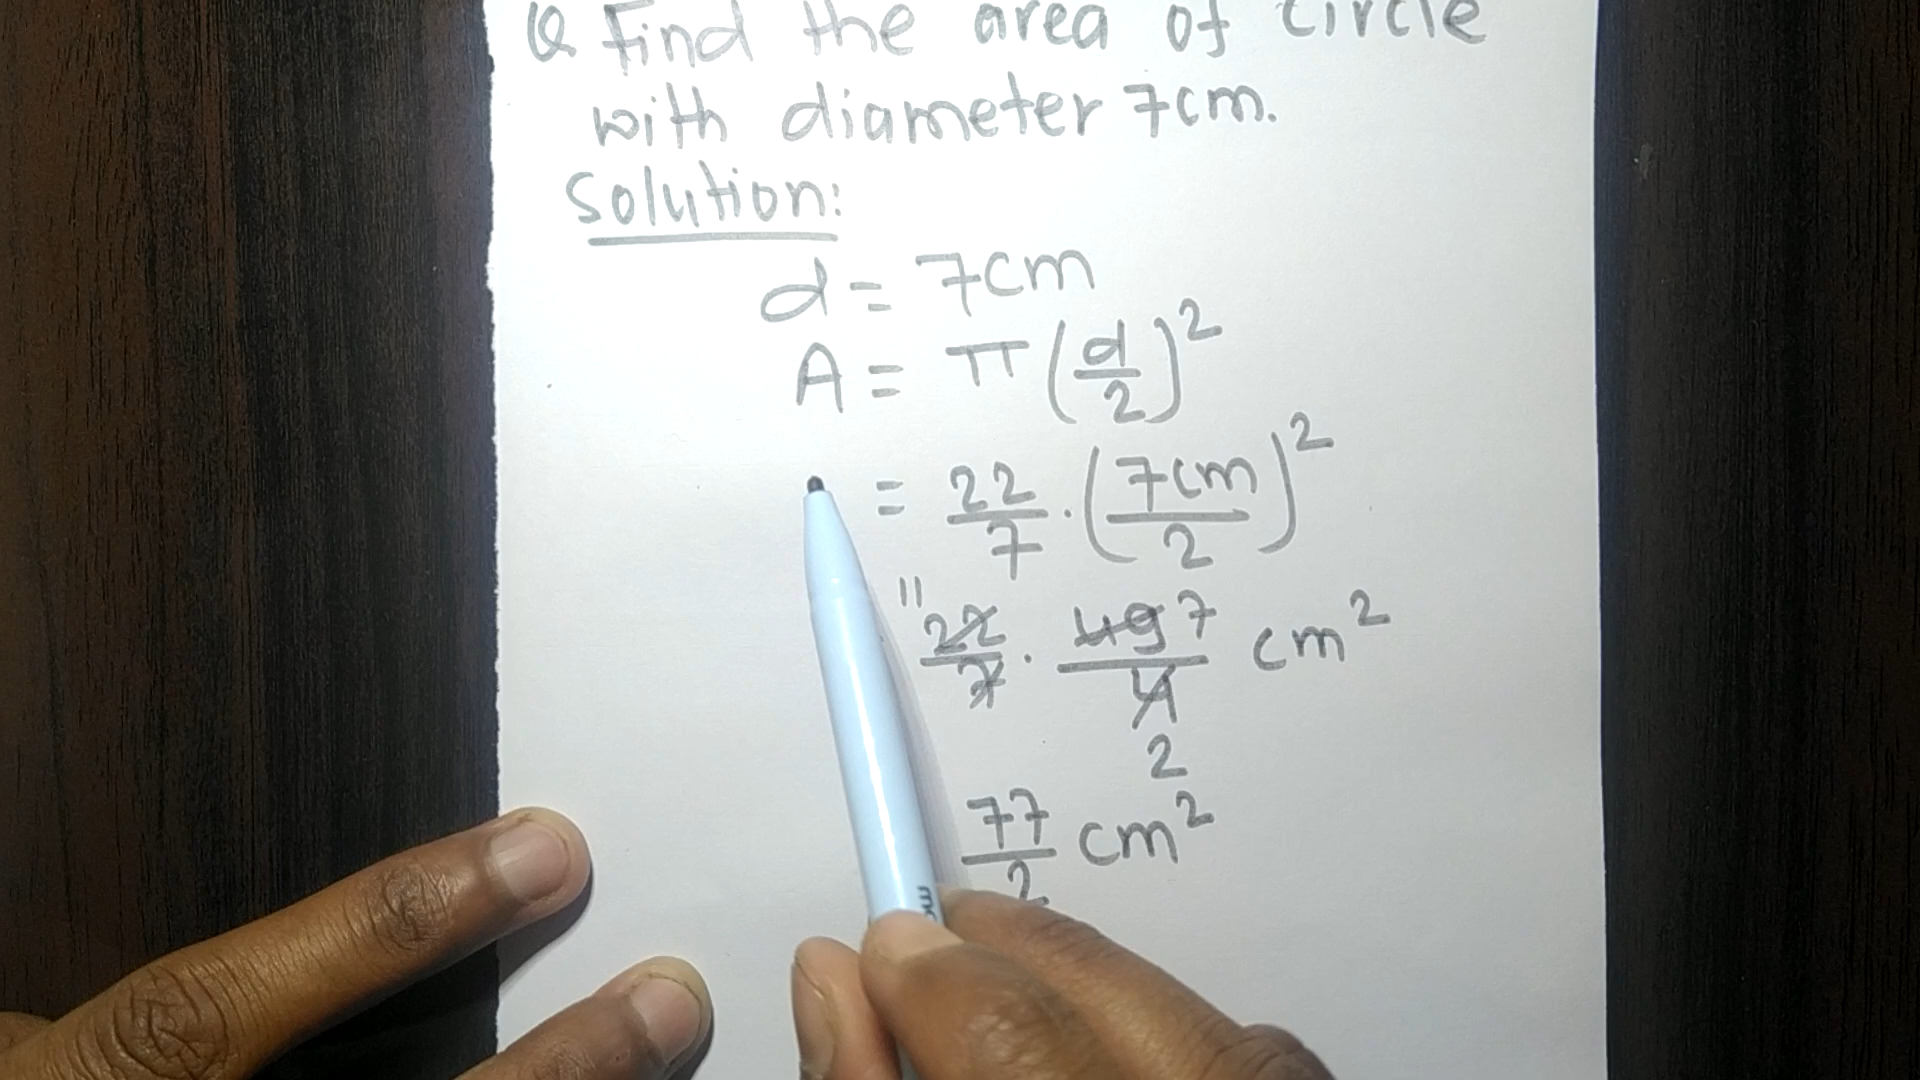 Q Find the area of circle
with diameter 7cm.
Solution:
d = 7cm
A = π(d/2)²
= 22/7 · (7cm/2)²
11 22/7 · 49 7/4 2 cm²
77/2 cm²